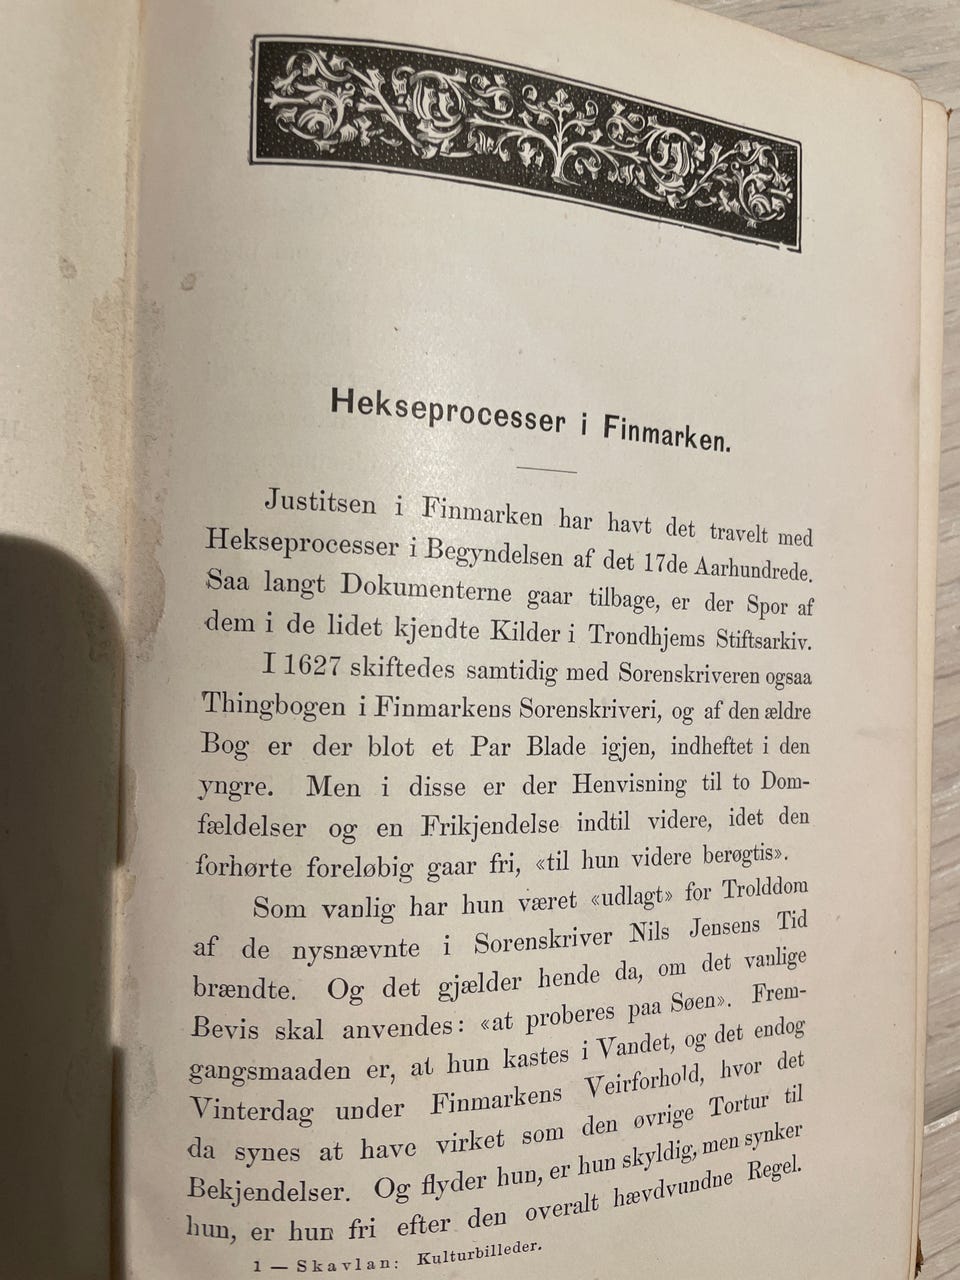 Hekseprocesser i Finmarken.
Justitsen i Finmarken har havt det travelt med
Hekseprocesser i Begyndelsen af det 17de Aarhundrede.
Saa langt Dokumenterne gaar tilbage, er der Spor af
dem i de lidet kjendte Kilder i Trondhjems Stiftsarkiv.
I 1627 skiftedes samtidig med Sorenskriveren ogsaa
Thingbogen i Finmarkens Sorenskriveri, og af den ældre
Bog er der blot et Par Blade igjen, indheftet i den
yngre. Men i disse er der Henvisning til to Dom-
fældelser og en Frikjendelse indtil videre, idet den
forhørte foreløbig gaar fri, «til hun videre berøgtis».
Som vanlig har hun været «udlagt» for Trolddom
af de nysnævnte i Sorenskriver Nils Jensens Tid
brændte. Og det gjælder hende da, om det vanlige
Bevis skal anvendes: «at proberes paa Søen». Frem-
gangsmaaden er, at hun kastes i Vandet, og det endog
Vinterdag under Finmarkens Veirforhold, hvor det
da synes at have virket som den øvrige Tortur til
Bekjendelser. Og flyder hun, er hun skyldig, men synker
hun, er hun fri efter den overalt hævdvundne Regel.
1 — Skavlan: Kulturbilleder.